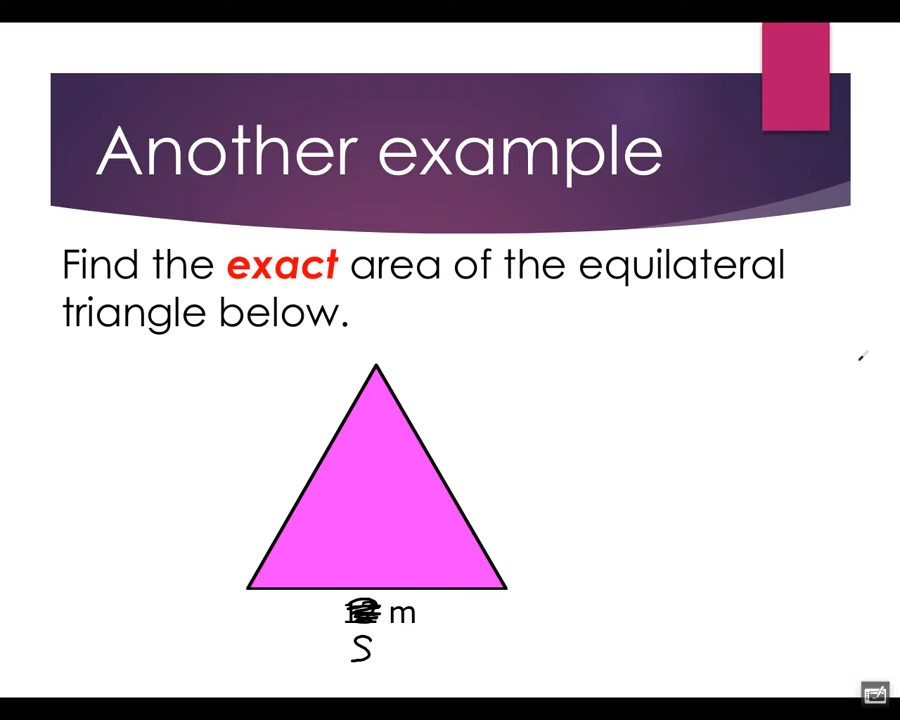 Another example
Find the exact area of the equilateral
triangle below.
m
S